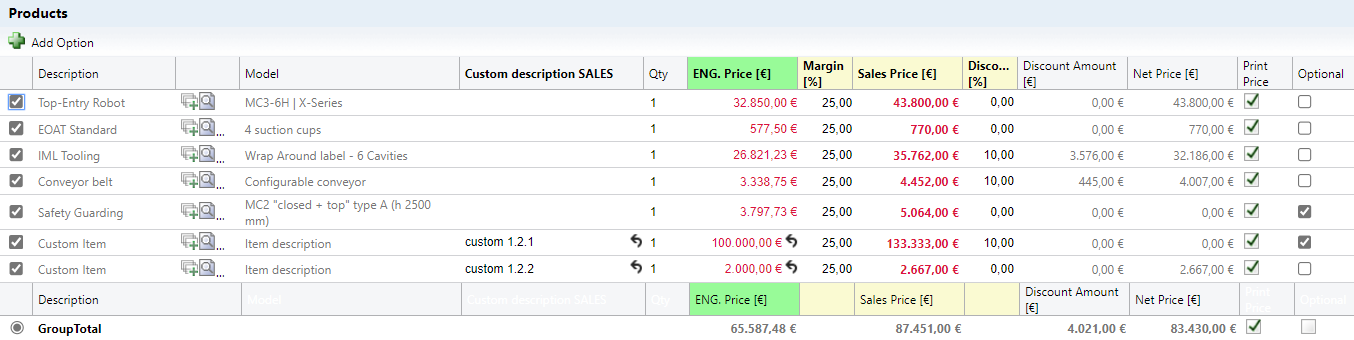 Products
Add Option
Description Model Custom description SALES Qty ENG. Price [€] Margin [%] Sales Price [€] Disco... [%] Discount Amount [€] Net Price [€] Print Price Optional
Top-Entry Robot MC3-6H | X-Series 1 32.850,00 € 25,00 43.800,00 € 0,00 0,00 € 43.800,00 €
EOAT Standard ... 4 suction cups 1 577,50 € 25,00 770,00 € 0,00 0,00 € 770,00 €
IML Tooling ... Wrap Around label - 6 Cavities 1 26.821,23 € 25,00 35.762,00 € 10,00 3.576,00 € 32.186,00 €
Conveyor belt ... Configurable conveyor 1 3.338,75 € 25,00 4.452,00 € 10,00 445,00 € 4.007,00 €
Safety Guarding ... MC2 "closed + top" type A (h 2500 mm) 1 3.797,73 € 25,00 5.064,00 € 0,00 0,00 € 0,00 €
Custom Item ... Item description custom 1.2.1 1 100.000,00 € 25,00 133.333,00 € 10,00 0,00 € 0,00 €
Custom Item ... Item description custom 1.2.2 1 2.000,00 € 25,00 2.667,00 € 0,00 0,00 € 2.667,00 €
Description Model Custom description SALES Qty ENG. Price [€] Sales Price [€] Discount Amount [€] Net Price [€] Print Price Optional
GroupTotal 65.587,48 € 87.451,00 € 4.021,00 € 83.430,00 €